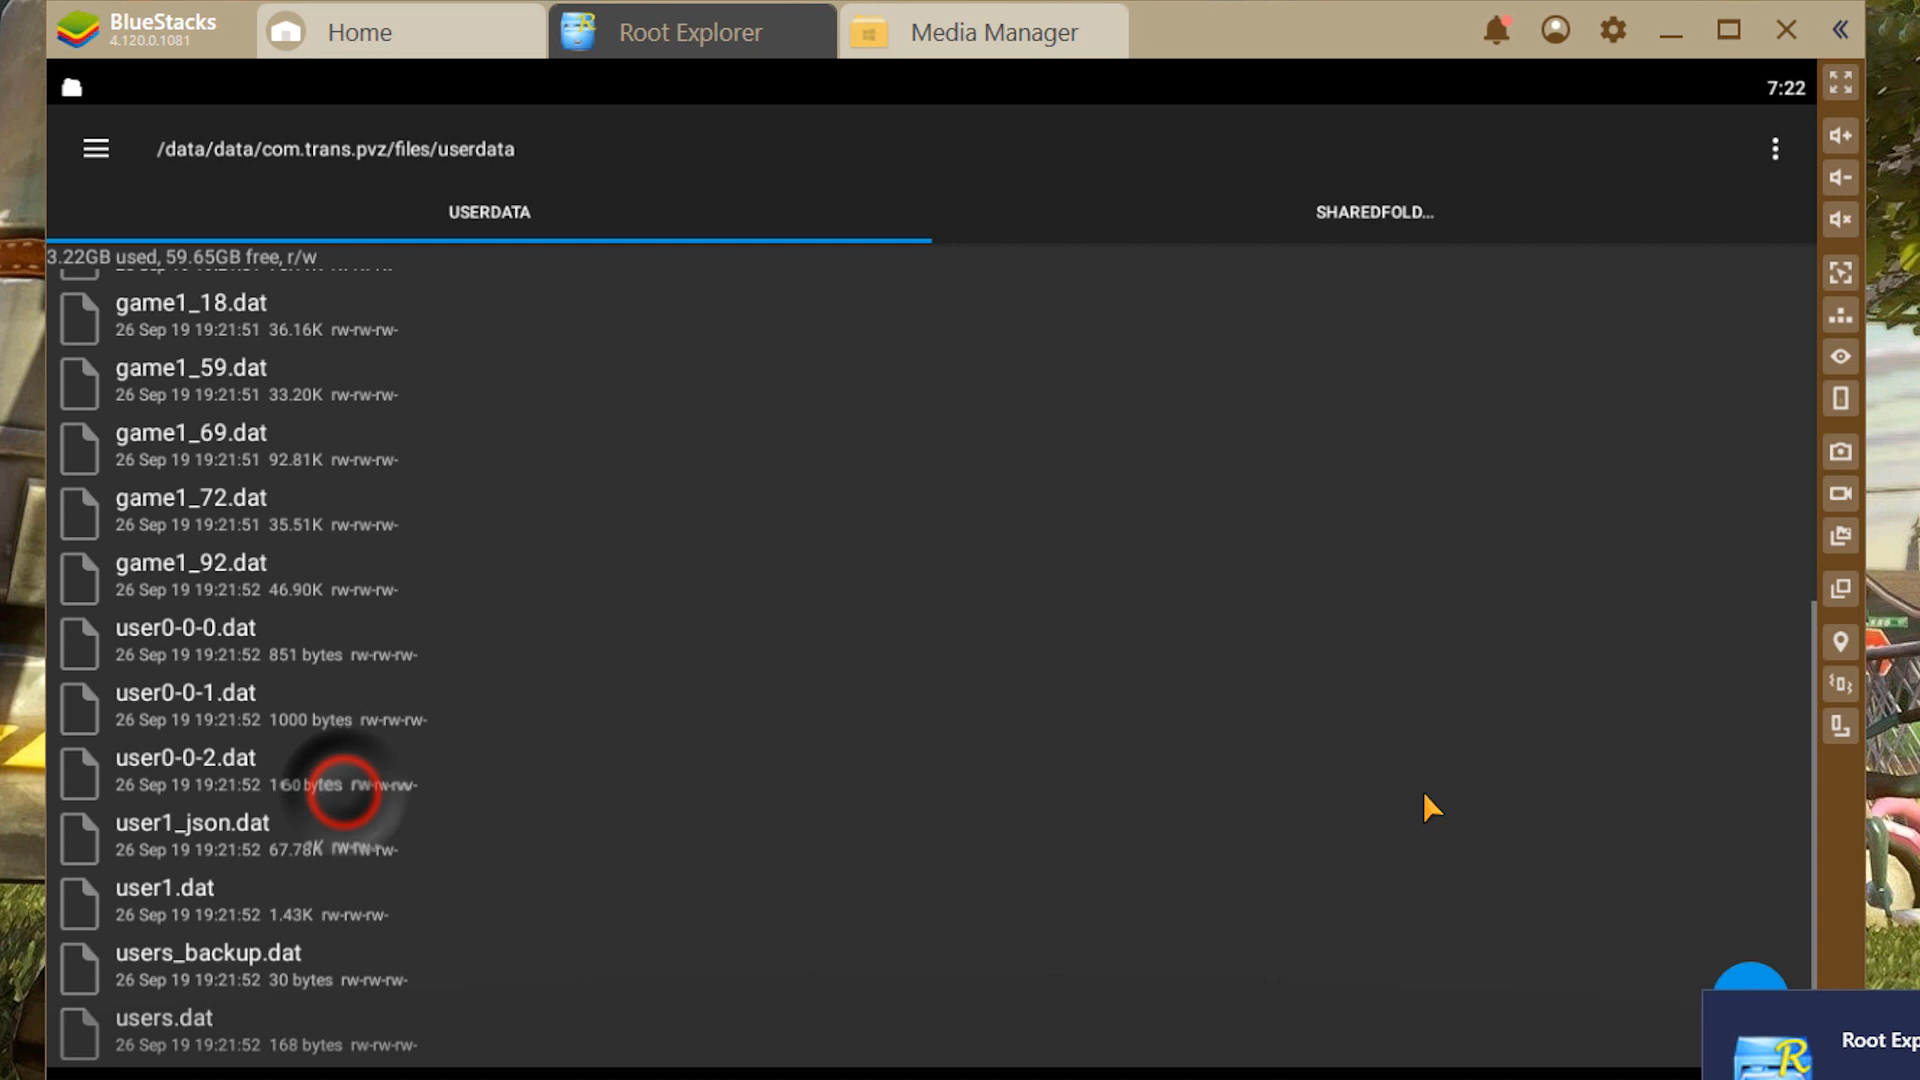 BlueStacks
4.120.0.1081
Home
Root Explorer
Media Manager
7:22
/data/data/com.trans.pvz/files/userdata
USERDATA
SHAREDFOLD...
3.22GB used, 59.65GB free, r/w
game1_18.dat
26 Sep 19 19:21:51 36.16K rw-rw-rw-
game1_59.dat
26 Sep 19 19:21:51 33.20K rw-rw-rw-
game1_69.dat
26 Sep 19 19:21:51 92.81K rw-rw-rw-
game1_72.dat
26 Sep 19 19:21:51 35.51K rw-rw-rw-
game1_92.dat
26 Sep 19 19:21:52 46.90K rw-rw-rw-
user0-0-0.dat
26 Sep 19 19:21:52 851 bytes rw-rw-rw-
user0-0-1.dat
26 Sep 19 19:21:52 1000 bytes rw-rw-rw-
user0-0-2.dat
26 Sep 19 19:21:52 160 bytes rw-rw-rw-
user1_json.dat
26 Sep 19 19:21:52 67.78K rw-rw-rw-
user1.dat
26 Sep 19 19:21:52 1.43K rw-rw-rw-
users_backup.dat
26 Sep 19 19:21:52 30 bytes rw-rw-rw-
users.dat
26 Sep 19 19:21:52 168 bytes rw-rw-rw-
Root Exp